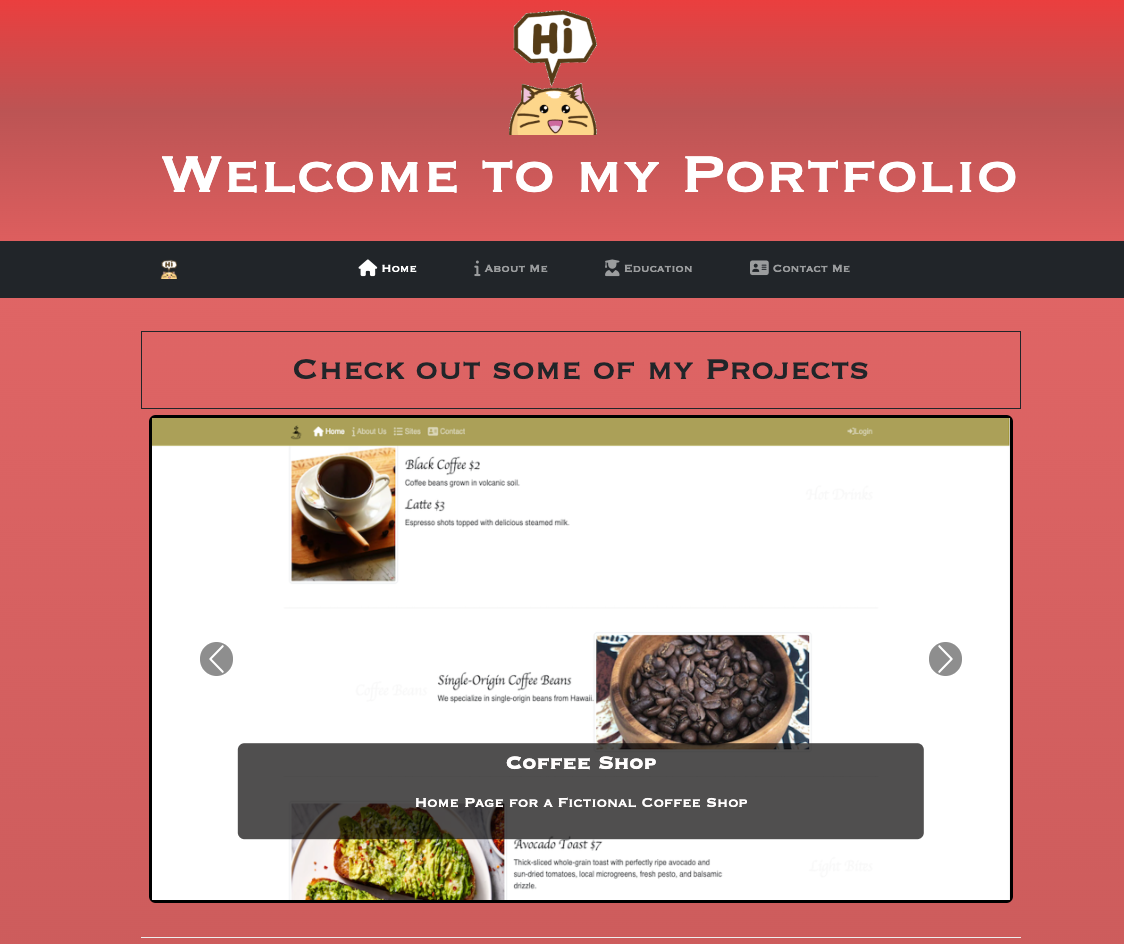 Hi
Welcome to my Portfolio
Hi
Home
About Me
Education
Contact Me
Check out some of my Projects
Home
About Us
Sites
Contact
Login
Black Coffee $2
Coffee beans grown in volcanic soil.
Hot Drinks
Latte $3
Espresso shots topped with delicious steamed milk.
Coffee Beans
Single-Origin Coffee Beans
We specialize in single-origin beans from Hawaii.
Coffee Shop
Home Page for a Fictional Coffee Shop
Avocado Toast $7
Thick-sliced whole-grain toast with perfectly ripe avocado and
sun-dried tomatoes, local microgreens, fresh pesto, and balsamic
drizzle.
Light Bites